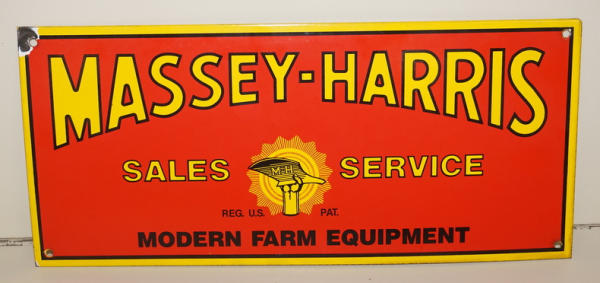 MASSEY-HARRIS
SALES M-H SERVICE
REG. U.S. PAT.
MODERN FARM EQUIPMENT